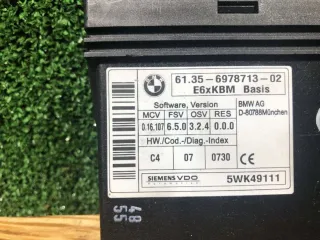 61.35-6978713-02
E6xKBM Basis
Software, Version
MCV FSV OSV RES
0.16.107 6.5.0 3.2.4 0.0.0
BMW AG
D-80788München
HW./Cod.-/Diag.-Index
C4 07 0730 CE
SIEMENS VDO
5WK49111
48
55